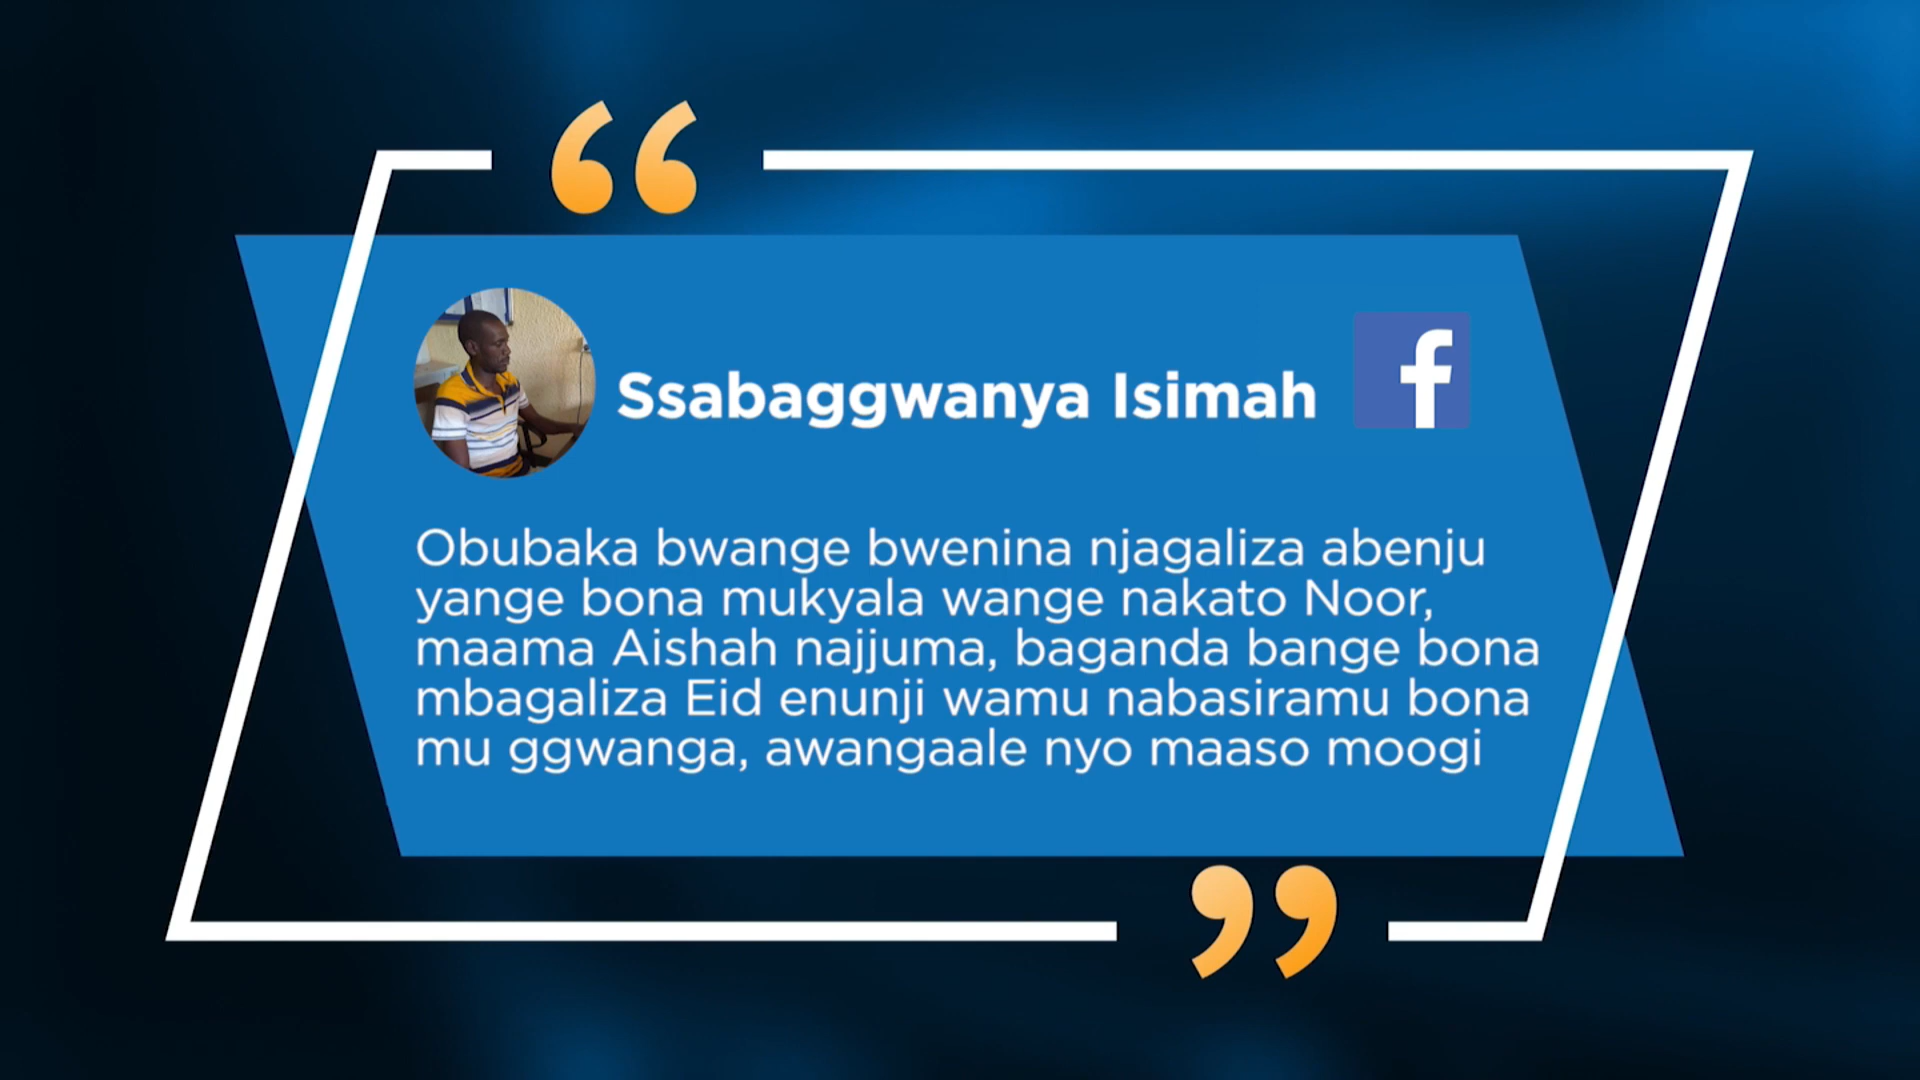 Ssabaggwanya Isimah
Obubaka bwange bwenina njagaliza abenju
yange bona mukyala wange nakato Noor,
maama Aishah najjuma, baganda bange bona
mbagaliza Eid enunji wamu nabasiramu bona
mu ggwanga, awangaale nyo maaso moogi